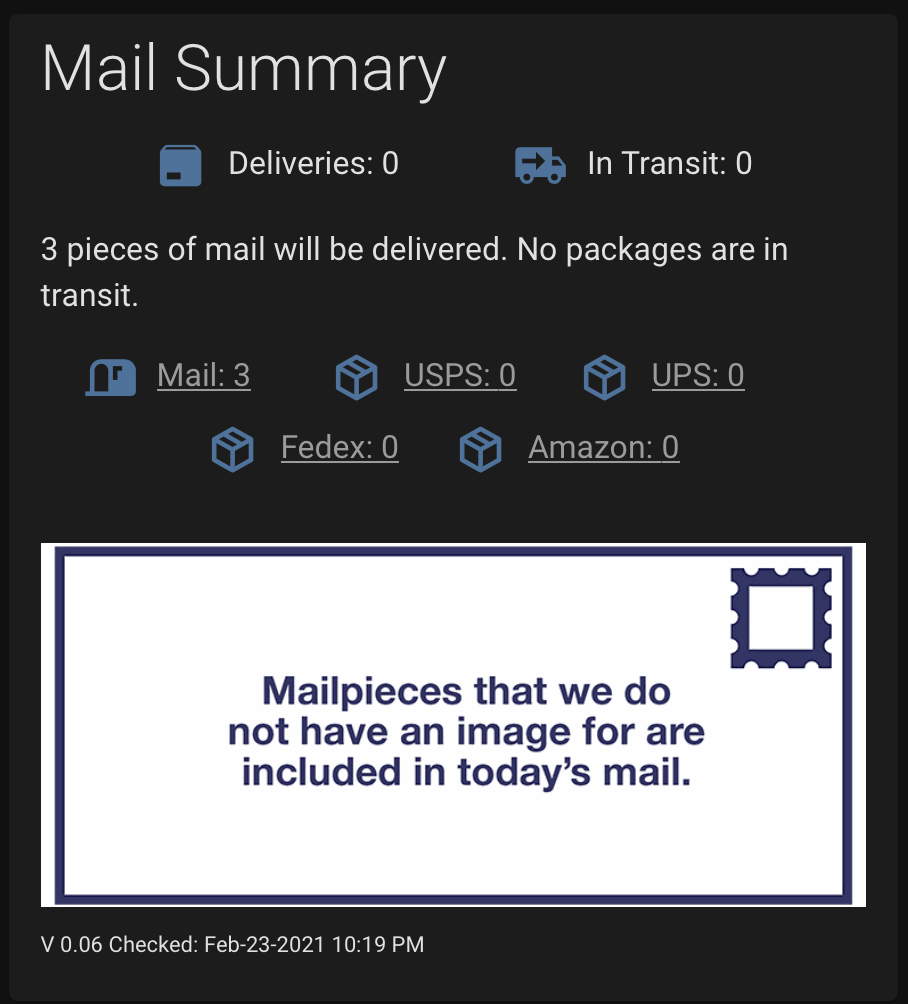 Mail Summary
Deliveries: 0 In Transit: 0
3 pieces of mail will be delivered. No packages are in
transit.
Mail: 3 USPS: 0 UPS: 0
Fedex: 0 Amazon: 0
Mailpieces that we do
not have an image for are
included in today’s mail.
V 0.06 Checked: Feb-23-2021 10:19 PM